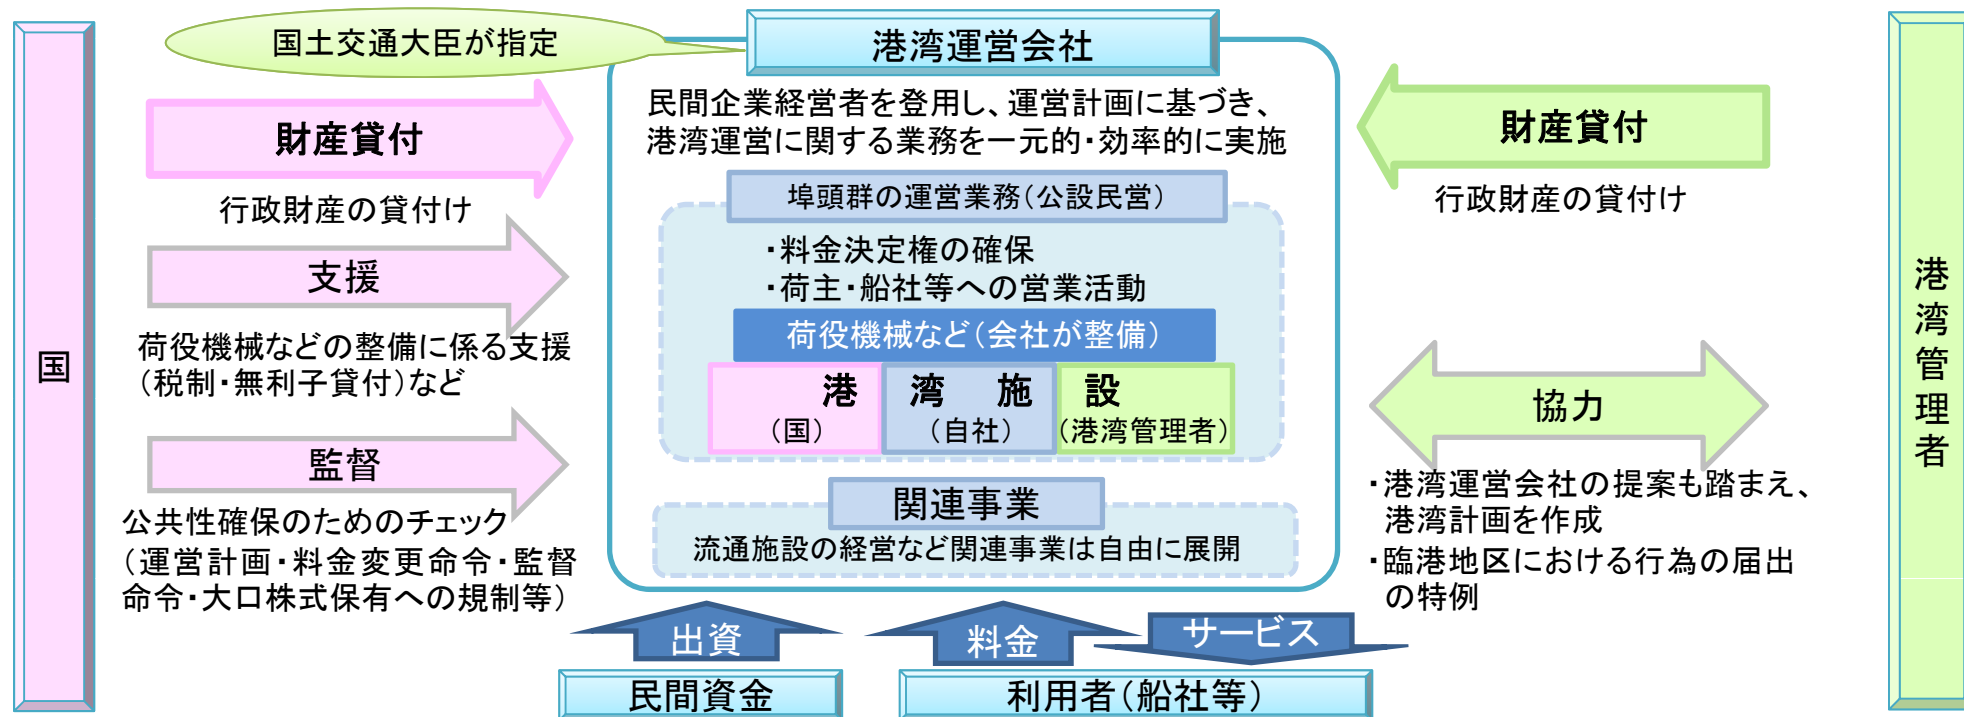 国
国土交通大臣が指定
財産貸付
行政財産の貸付け
支援
荷役機械などの整備に係る支援
（税制・無利子貸付）など
監督
公共性確保のためのチェック
（運営計画・料金変更命令・監督
命令・大口株式保有への規制等）
港湾運営会社
民間企業経営者を登用し、運営計画に基づき、
港湾運営に関する業務を一元的・効率的に実施
埠頭群の運営業務（公設民営）
・料金決定権の確保
・荷主・船社等への営業活動
荷役機械など（会社が整備）
港湾施設
（国）（自社）（港湾管理者）
関連事業
流通施設の経営など関連事業は自由に展開
出資
料金
サービス
民間資金
利用者（船社等）
財産貸付
行政財産の貸付け
協力
・港湾運営会社の提案も踏まえ、
港湾計画を作成
・臨港地区における行為の届出
の特例
港湾管理者